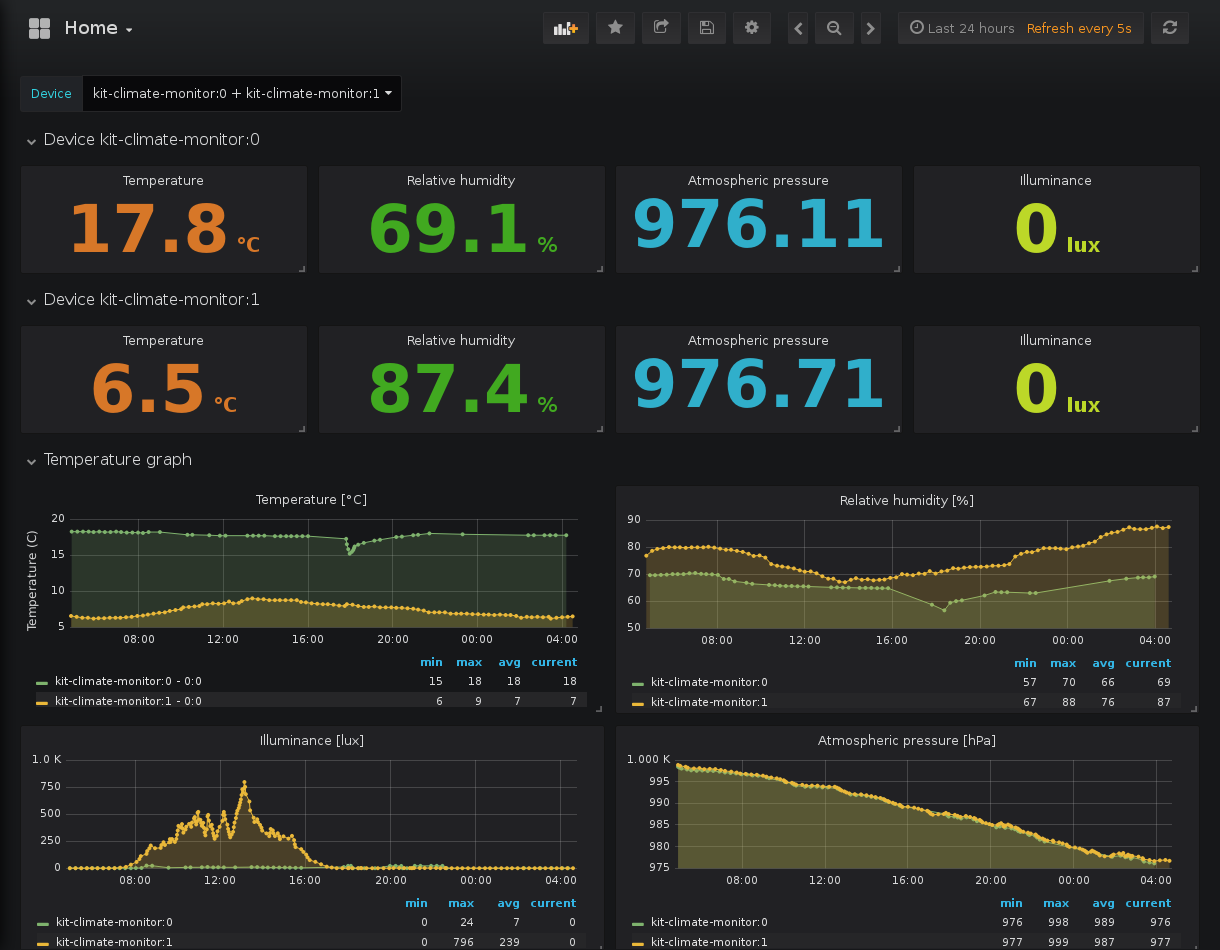 Home
Last 24 hours Refresh every 5s
Device kit-climate-monitor:0 + kit-climate-monitor:1
Device kit-climate-monitor:0
Temperature Relative humidity Atmospheric pressure Illuminance
17.8 °C 69.1 % 976.11 0 lux
Device kit-climate-monitor:1
Temperature Relative humidity Atmospheric pressure Illuminance
6.5 °C 87.4 % 976.71 0 lux
Temperature graph
Temperature [°C]
Temperature (C)
20
15
10
5
08:00 12:00 16:00 20:00 00:00 04:00
min max avg current
kit-climate-monitor:0 - 0:0 15 18 18 18
kit-climate-monitor:1 - 0:0 6 9 7 7
Relative humidity [%]
90
80
70
60
50
08:00 12:00 16:00 20:00 00:00 04:00
min max avg current
kit-climate-monitor:0 57 70 66 69
kit-climate-monitor:1 67 88 76 87
Illuminance [lux]
1.0 K
750
500
250
0
08:00 12:00 16:00 20:00 00:00 04:00
min max avg current
kit-climate-monitor:0 0 24 7 0
kit-climate-monitor:1 0 796 239 0
Atmospheric pressure [hPa]
1.000 K
995
990
985
980
975
08:00 12:00 16:00 20:00 00:00 04:00
min max avg current
kit-climate-monitor:0 976 998 989 976
kit-climate-monitor:1 977 999 987 977